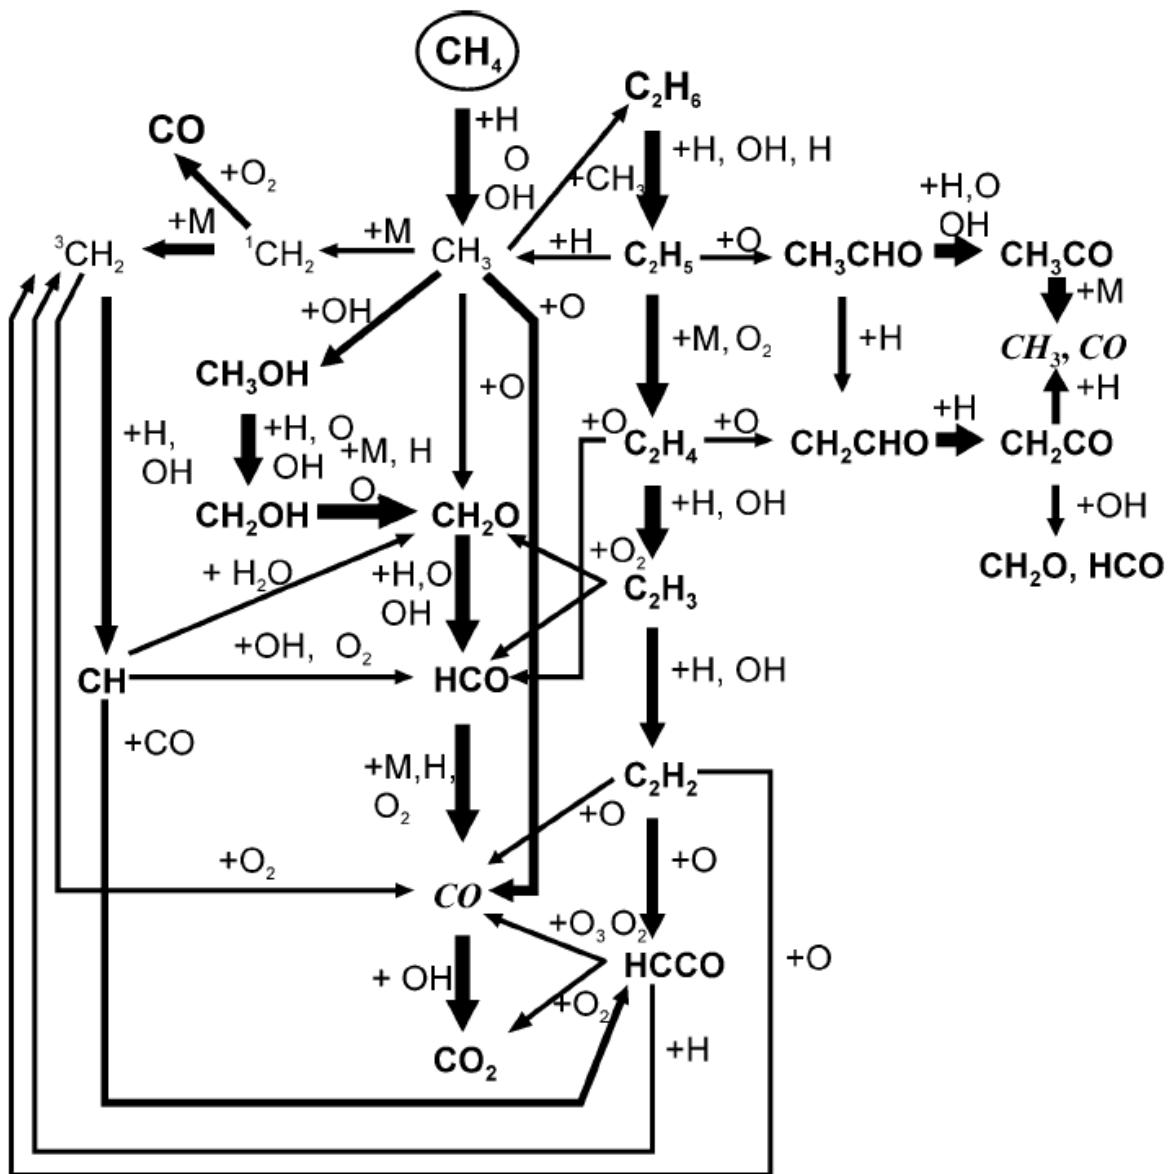 CH₄
C₂H₆
+H
O
OH
+H, OH, H
CO
+O₂
+CH₃
+H,O
OH
³CH₂
+M
¹CH₂
+M
CH₃
+H
C₂H₅
+O
CH₃CHO
CH₃CO
+M
+OH
+O
+M, O₂
+H
CH₃, CO
CH₃OH
+O
+H
+H,
OH
+H, O
OH
+M, H
O
+O
C₂H₄
+O
CH₂CHO
+H
CH₂CO
CH₂OH
CH₂O
+H, OH
+OH
+ H₂O
+H,O
OH
+O₂
C₂H₃
CH₂O, HCO
+OH, O₂
CH
HCO
+H, OH
+CO
+M,H,
O₂
C₂H₂
+O
+O₂
+O
CO
+O₃ O₂
HCCO
+O
+ OH
+O₂
CO₂
+H